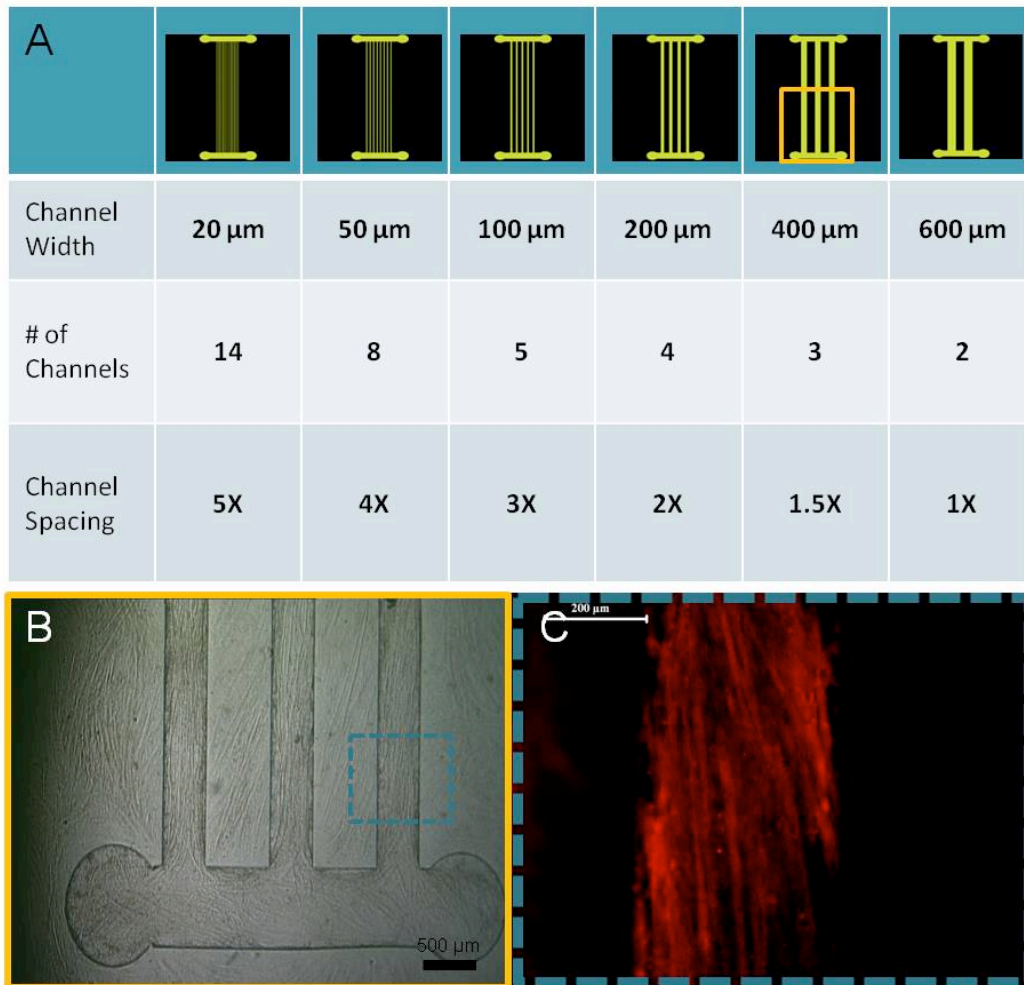 A
Channel
Width
20 µm
50 µm
100 µm
200 µm
400 µm
600 µm
# of
Channels
14
8
5
4
3
2
Channel
Spacing
5X
4X
3X
2X
1.5X
1X
B
500 µm
C
200 µm